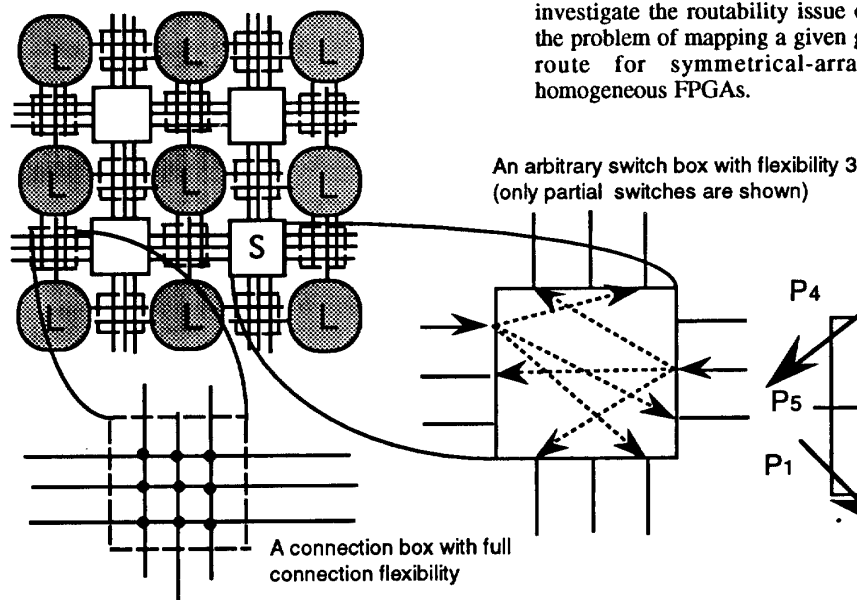 investigate the routability issue
the problem of mapping a given
route for symmetrical-arra
homogeneous FPGAs.
L L L
L L L
S
L L L
An arbitrary switch box with flexibility 3
(only partial switches are shown)
P4
P5
P1
A connection box with full
connection flexibility